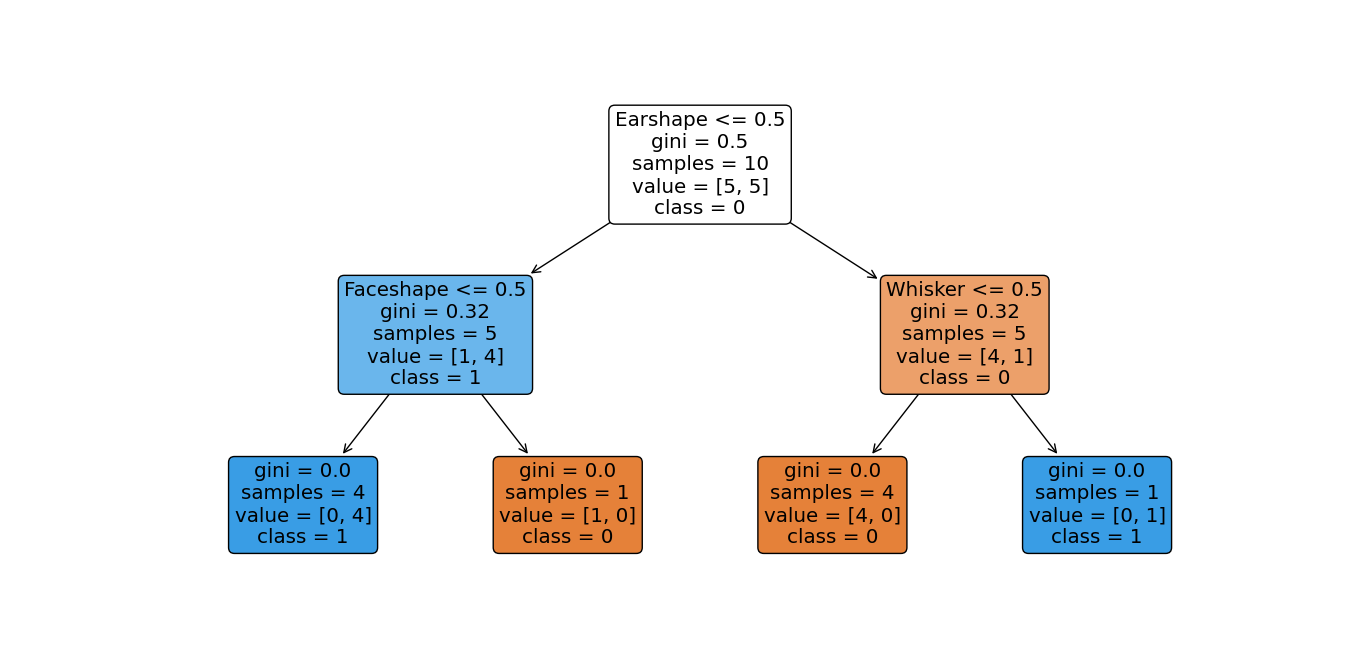 Earshape <= 0.5
gini = 0.5
samples = 10
value = [5, 5]
class = 0
Faceshape <= 0.5
gini = 0.32
samples = 5
value = [1, 4]
class = 1
Whisker <= 0.5
gini = 0.32
samples = 5
value = [4, 1]
class = 0
gini = 0.0
samples = 4
value = [0, 4]
class = 1
gini = 0.0
samples = 1
value = [1, 0]
class = 0
gini = 0.0
samples = 4
value = [4, 0]
class = 0
gini = 0.0
samples = 1
value = [0, 1]
class = 1